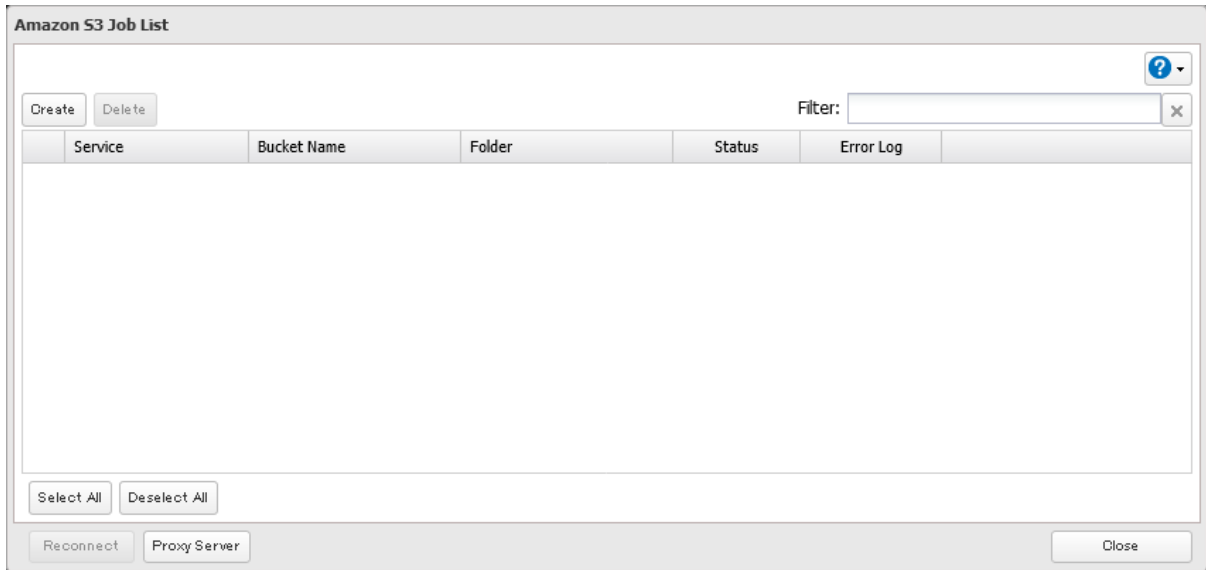 Amazon S3 Job List
?
Create Delete Filter:
Service Bucket Name Folder Status Error Log
Select All Deselect All
Reconnect Proxy Server Close